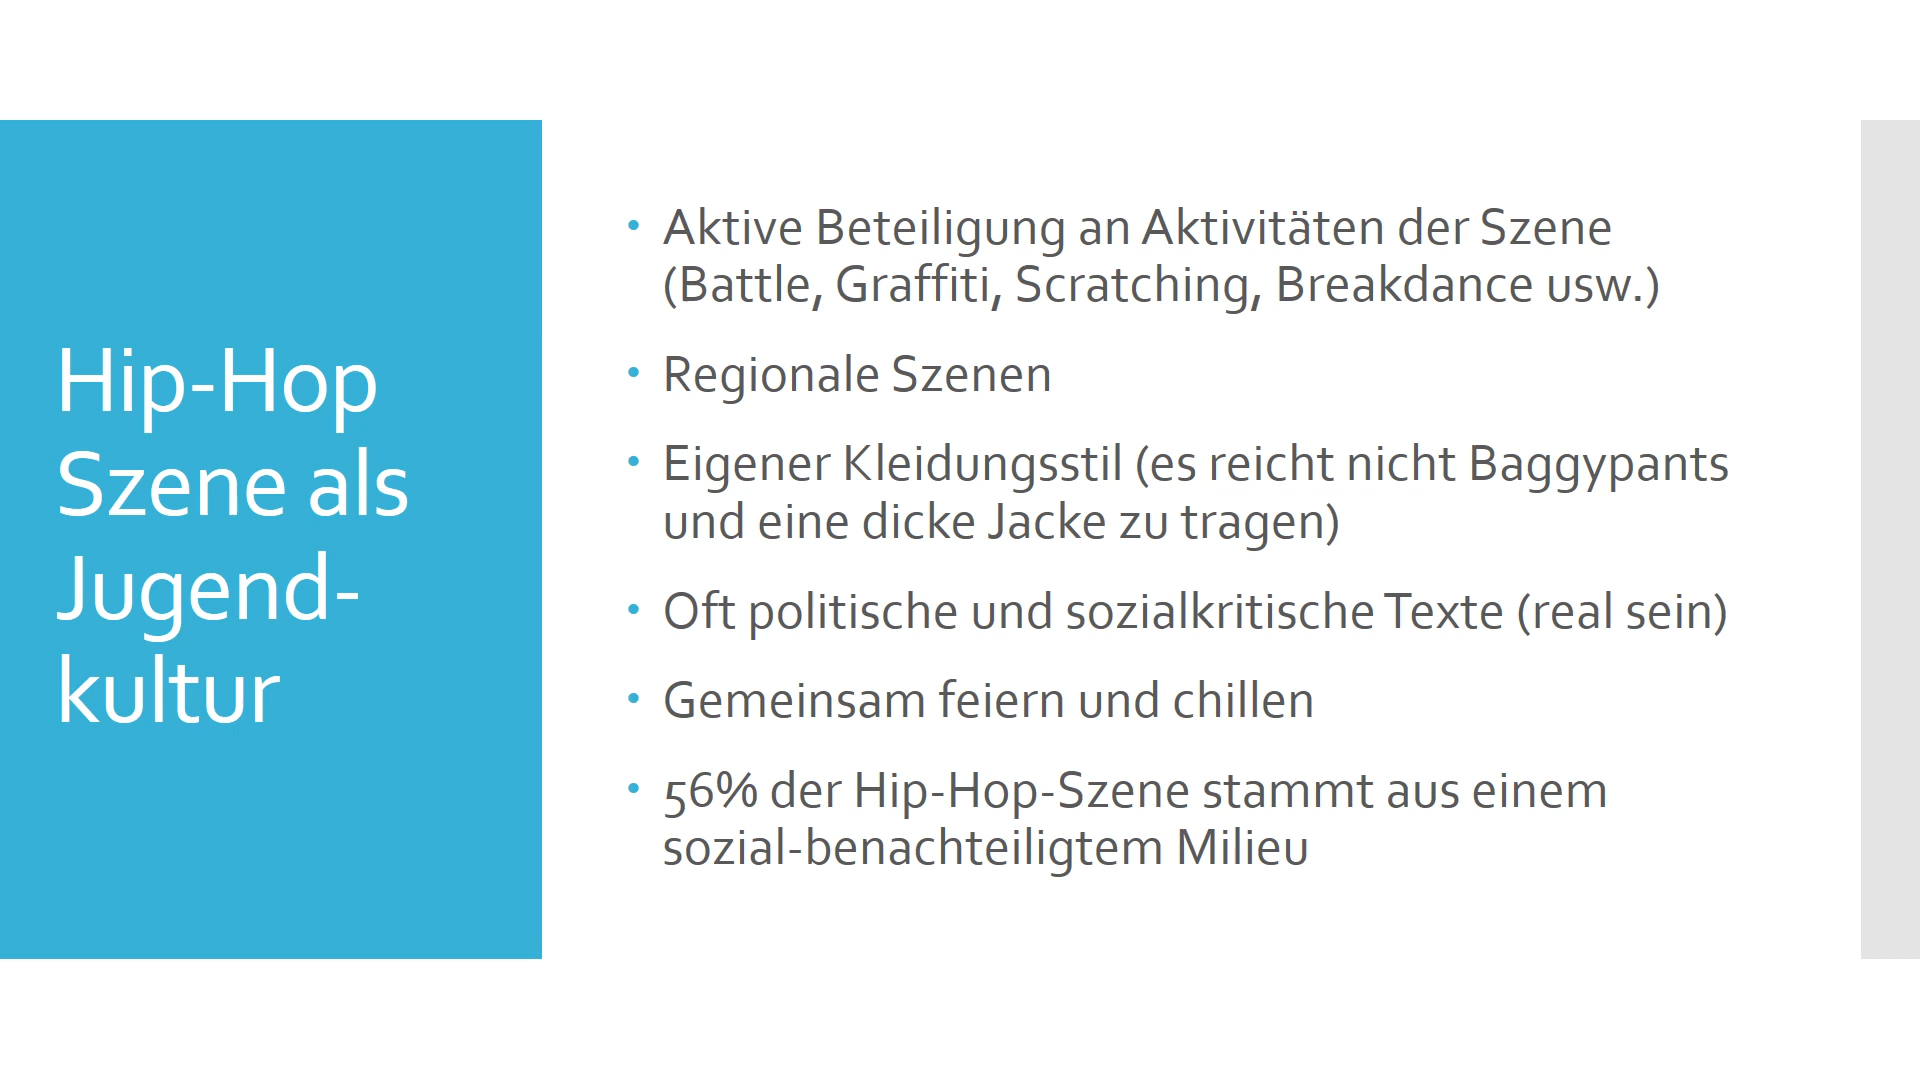 Hip-Hop
Szene als
Jugend-
kultur
• Aktive Beteiligung an Aktivitäten der Szene
(Battle, Graffiti, Scratching, Breakdance usw.)
• Regionale Szenen
• Eigener Kleidungsstil (es reicht nicht Baggypants
und eine dicke Jacke zu tragen)
• Oft politische und sozialkritische Texte (real sein)
• Gemeinsam feiern und chillen
• 56% der Hip-Hop-Szene stammt aus einem
sozial-benachteiligtem Milieu